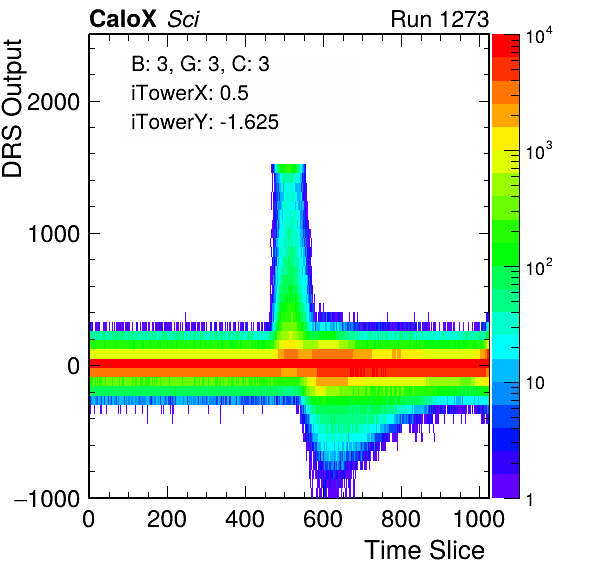 CaloX Sci Run 1273
B: 3, G: 3, C: 3
iTowerX: 0.5
iTowerY: -1.625
DRS Output
2000
1000
0
−1000
0 200 400 600 800 1000
Time Slice
10^4
10^3
10^2
10
1